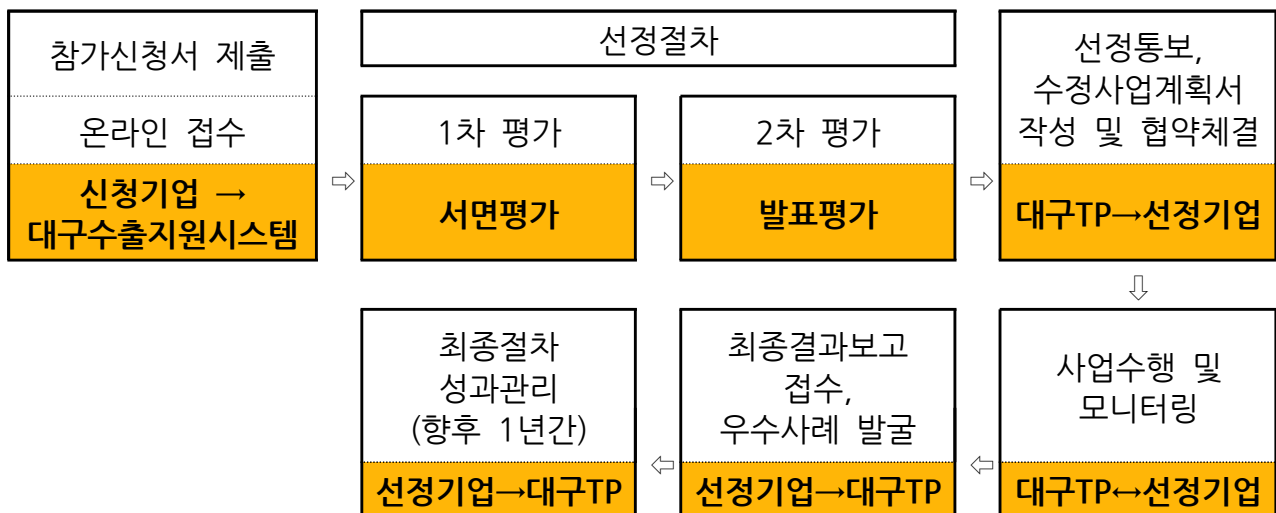 참가신청서 제출
온라인 접수
신청기업 →
대구수출지원시스템
⇨
선정절차
1차 평가
서면평가
⇨
2차 평가
발표평가
⇨
선정통보,
수정사업계획서
작성 및 협약체결
대구TP→선정기업
⇩
사업수행 및
모니터링
대구TP↔선정기업
⇦
최종결과보고
접수,
우수사례 발굴
선정기업→대구TP
⇦
최종절차
성과관리
(향후 1년간)
선정기업→대구TP